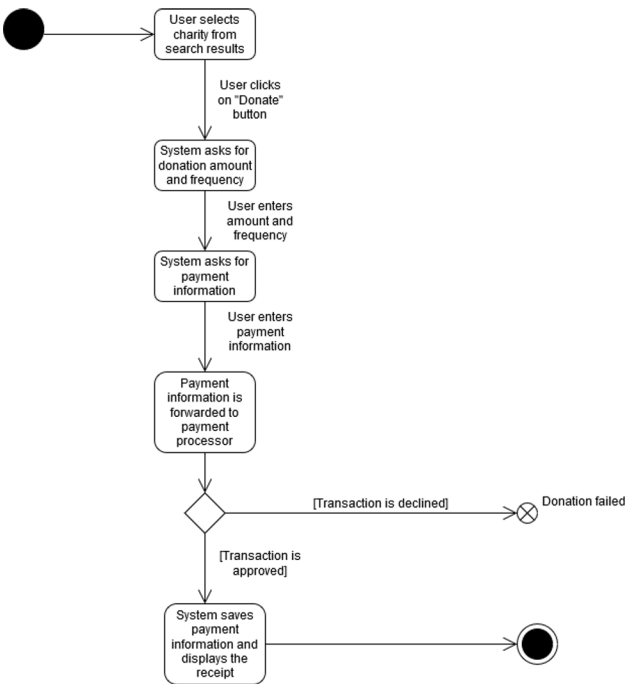 User selects
charity from
search results
User clicks
on "Donate"
button
System asks for
donation amount
and frequency
User enters
amount and
frequency
System asks for
payment
information
User enters
payment
information
Payment
information is
forwarded to
payment
processor
[Transaction is declined]
Donation failed
[Transaction is
approved]
System saves
payment
information and
displays the
receipt